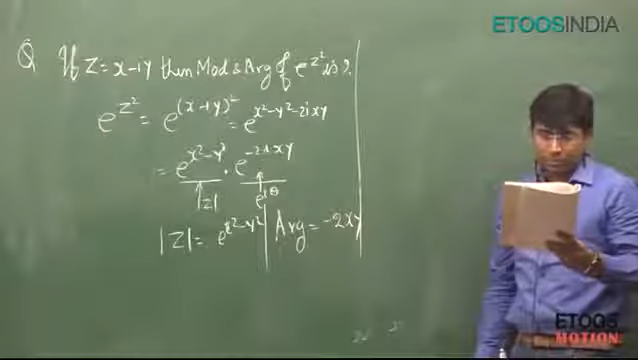 ETOOSINDIA
Q If Z = x-iy then Mod & Arg of e^{z^2} is?
e^{z^2} = e^{(x-iy)^2} = e^{x^2-y^2-2ixy}
= e^{x^2-y^2} · e^{-2ixy}
|z| e^{iθ}
|Z| = e^{x^2-y^2} Arg = -2xy
ETOOS
MOTION